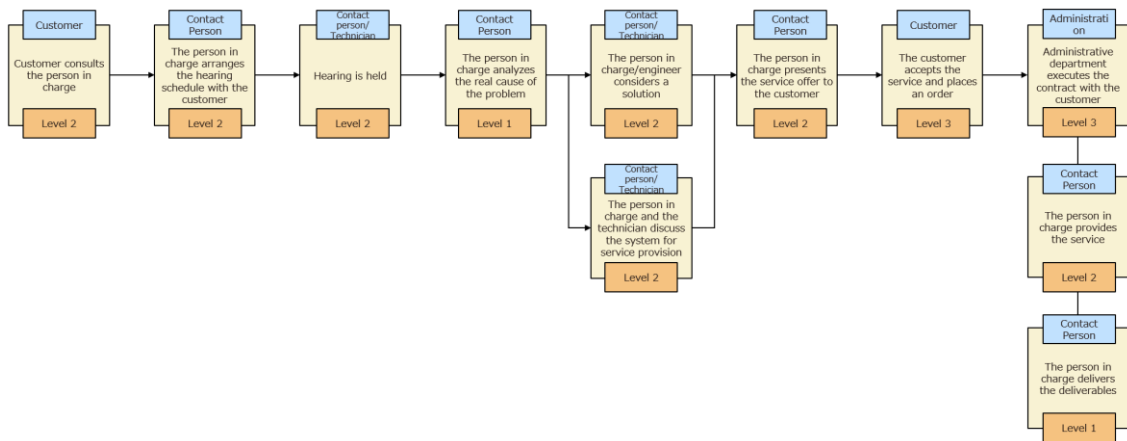 Customer
Customer consults
the person in
charge
Level 2
Contact
Person
The person in
charge arranges
the hearing
schedule with the
customer
Level 2
Contact
person/
Technician
Hearing is held
Level 2
Contact
Person
The person in
charge analyzes
the real cause of
the problem
Level 1
Contact
person/
Technician
The person in
charge/engineer
considers a
solution
Level 2
Contact
person/
Technician
The person in
charge and the
technician discuss
the system for
service provision
Level 2
Contact
Person
The person in
charge presents
the service offer to
the customer
Level 2
Customer
The customer
accepts the
service and places
an order
Level 3
Administrati
on
Administrative
department
executes the
contract with the
customer
Level 3
Contact
Person
The person in
charge provides
the service
Level 2
Contact
Person
The person in
charge delivers
the deliverables
Level 1